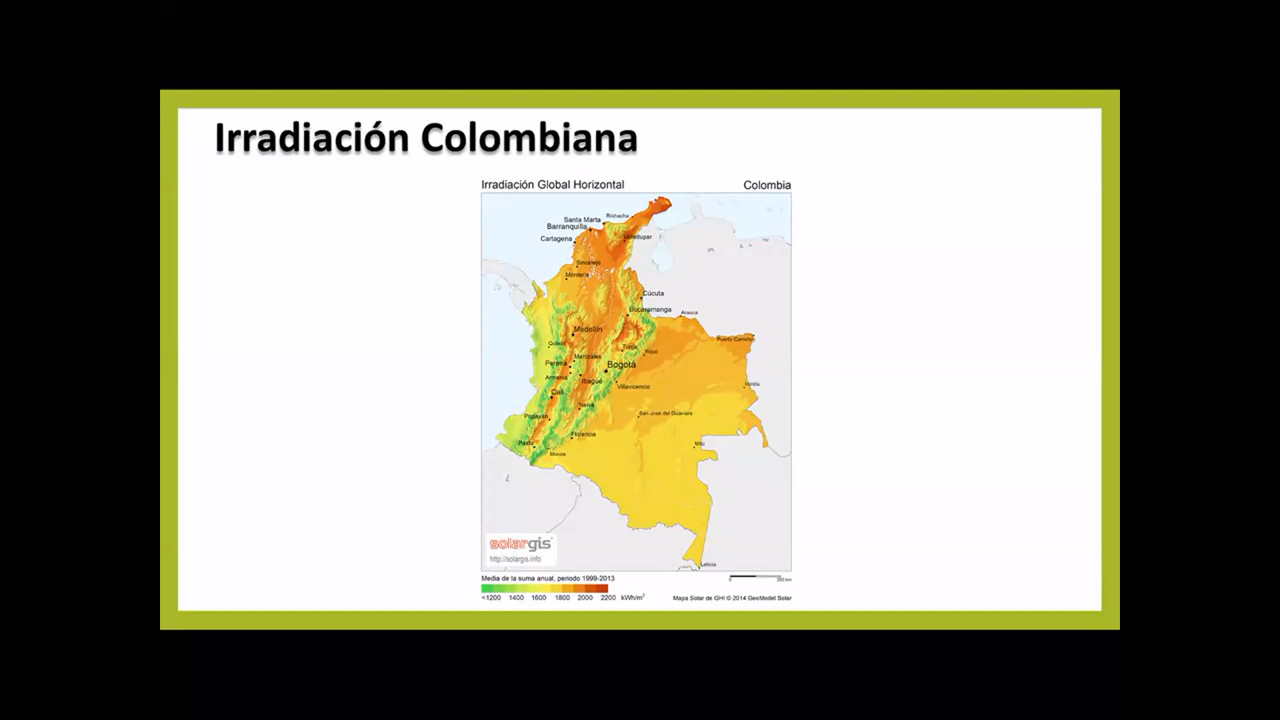 Irradiación Colombiana
Irradiación Global Horizontal
Colombia
Santa Marta
Riohacha
Barranquilla
Cartagena
Valledupar
Sincelejo
Montería
Cúcuta
Bucaramanga
Arauca
Medellín
Puerto Carreño
Quibdó
Tunja
Yopal
Manizales
Pereira
Bogotá
Armenia
Ibagué
Villavicencio
Inírida
Cali
Neiva
San José del Guaviare
Popayán
Florencia
Pasto
Mitú
Mocoa
solargis
http://solargis.info
Leticia
Media de la suma anual, periodo 1999-2013
<1200 1400 1600 1800 2000 2200 kWh/m²
Mapa Solar de GHI © 2014 GeoModel Solar